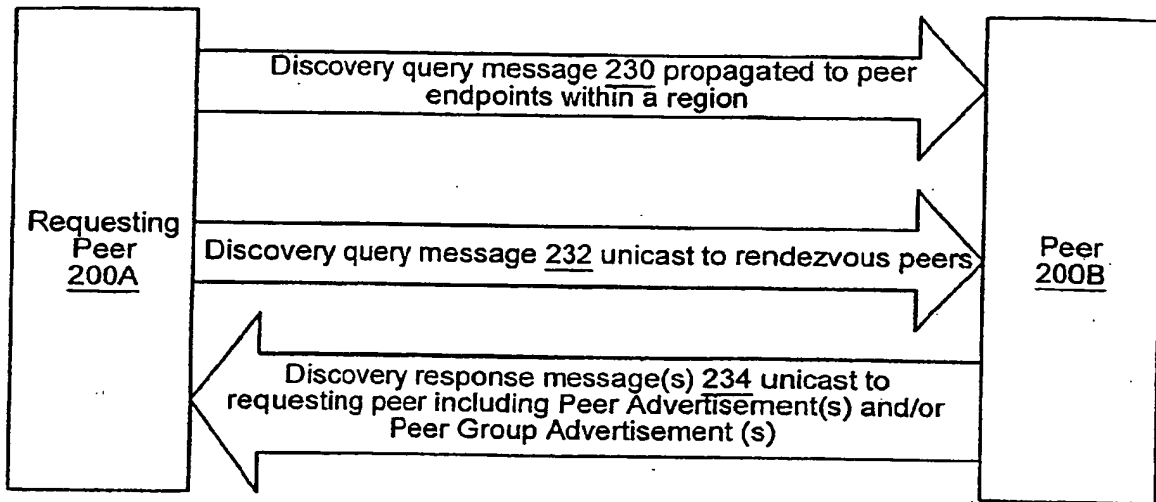 Discovery query message 230 propagated to peer
endpoints within a region
Requesting
Peer
200A
Discovery query message 232 unicast to rendezvous peers
Peer
200B
Discovery response message(s) 234 unicast to
requesting peer including Peer Advertisement(s) and/or
Peer Group Advertisement (s)